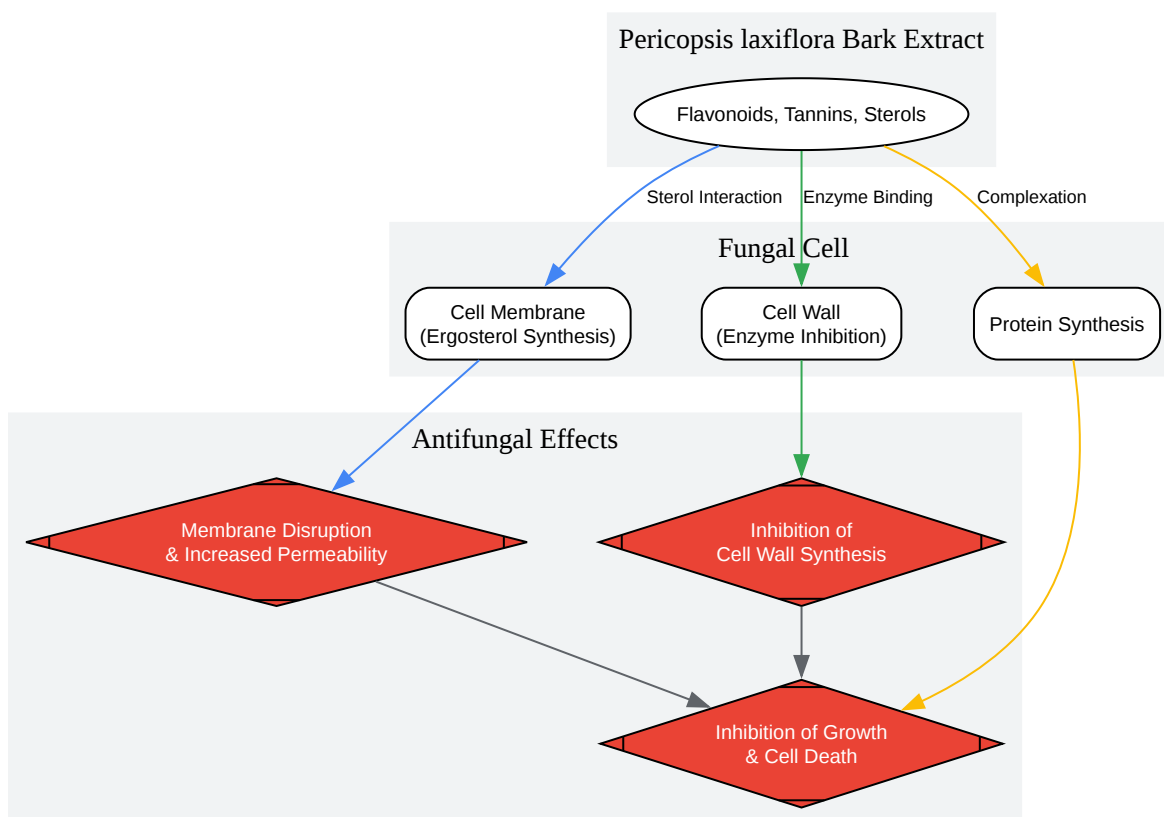 Pericopsis laxiflora Bark Extract
Flavonoids, Tannins, Sterols
Sterol Interaction
Enzyme Binding
Complexation
Fungal Cell
Cell Membrane
(Ergosterol Synthesis)
Cell Wall
(Enzyme Inhibition)
Protein Synthesis
Antifungal Effects
Membrane Disruption
& Increased Permeability
Inhibition of
Cell Wall Synthesis
Inhibition of Growth
& Cell Death